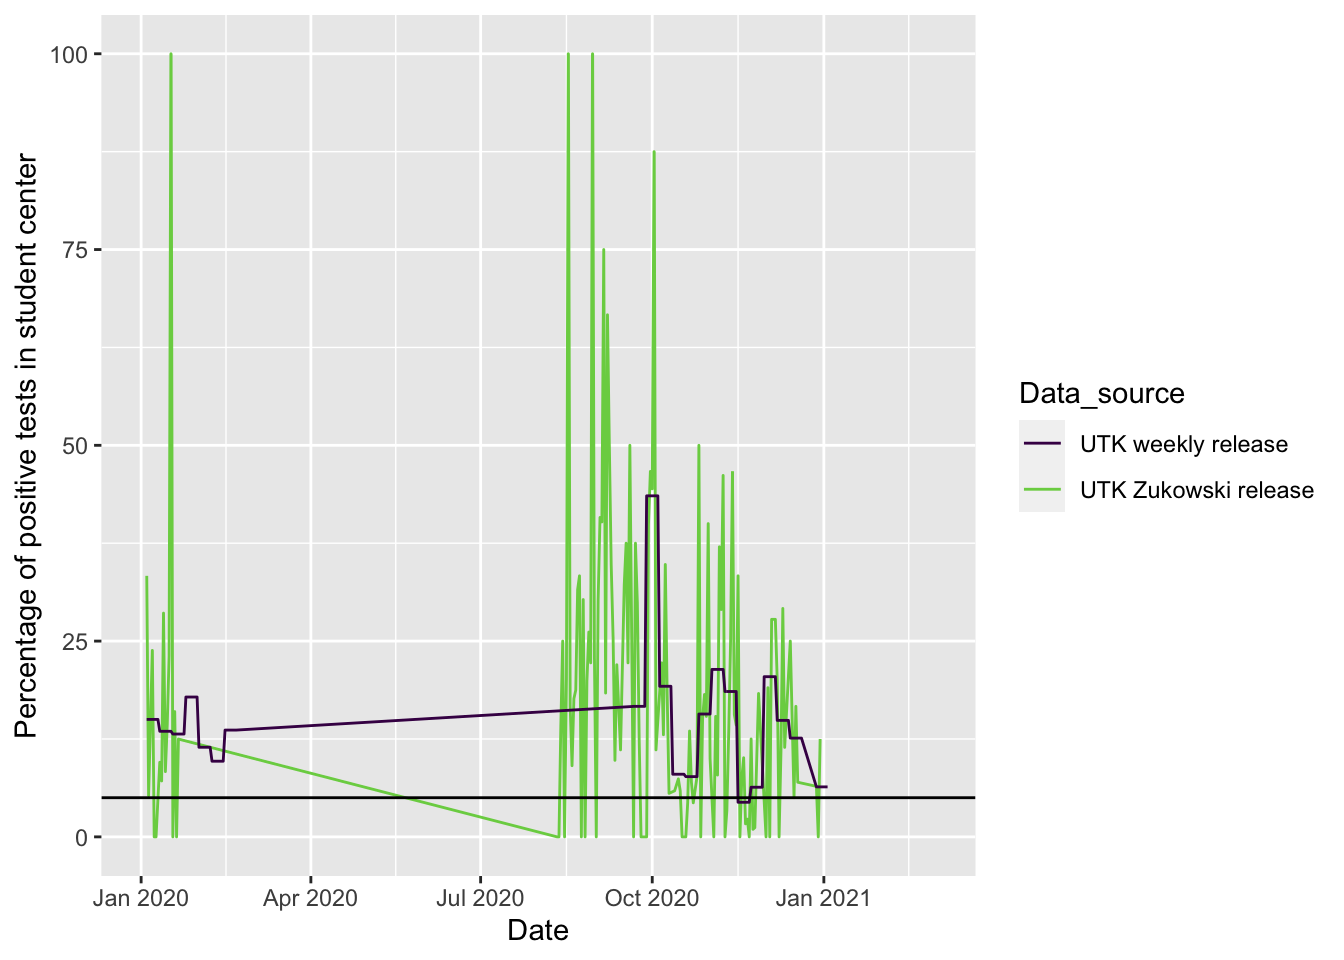 Percentage of positive tests in student center
100
75
50
25
0
Jan 2020
Apr 2020
Jul 2020
Oct 2020
Jan 2021
Date
Data_source
UTK weekly release
UTK Zukowski release